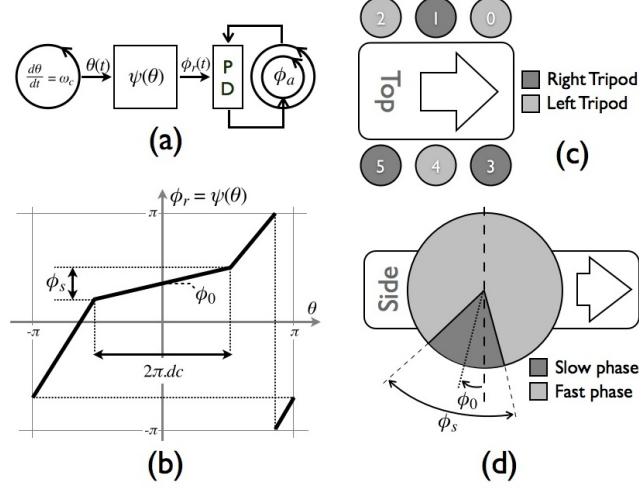 dθ/dt = ω_c
θ(t)
ψ(θ)
ϕ_r(t)
P
D
ϕ_a
(a)
2
1
0
Top
Right Tripod
Left Tripod
5
4
3
(c)
ϕ_r = ψ(θ)
π
ϕ_s
ϕ_0
θ
-π
π
2π.dc
-π
(b)
Side
Slow phase
Fast phase
ϕ_0
ϕ_s
(d)